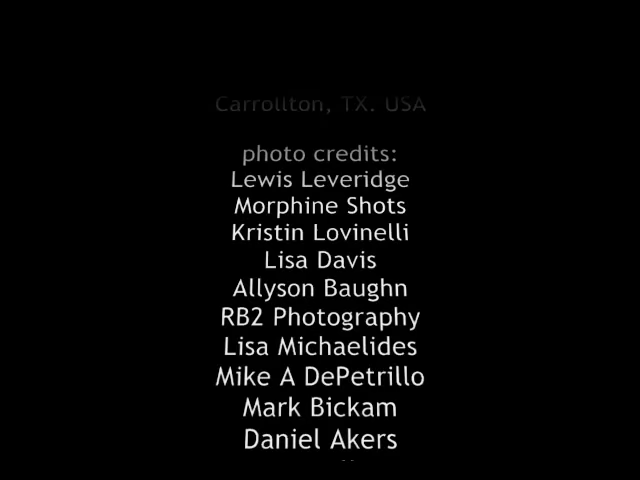 Carrollton, TX. USA
photo credits:
Lewis Leveridge
Morphine Shots
Kristin Lovinelli
Lisa Davis
Allyson Baughn
RB2 Photography
Lisa Michaelides
Mike A DePetrillo
Mark Bickam
Daniel Akers